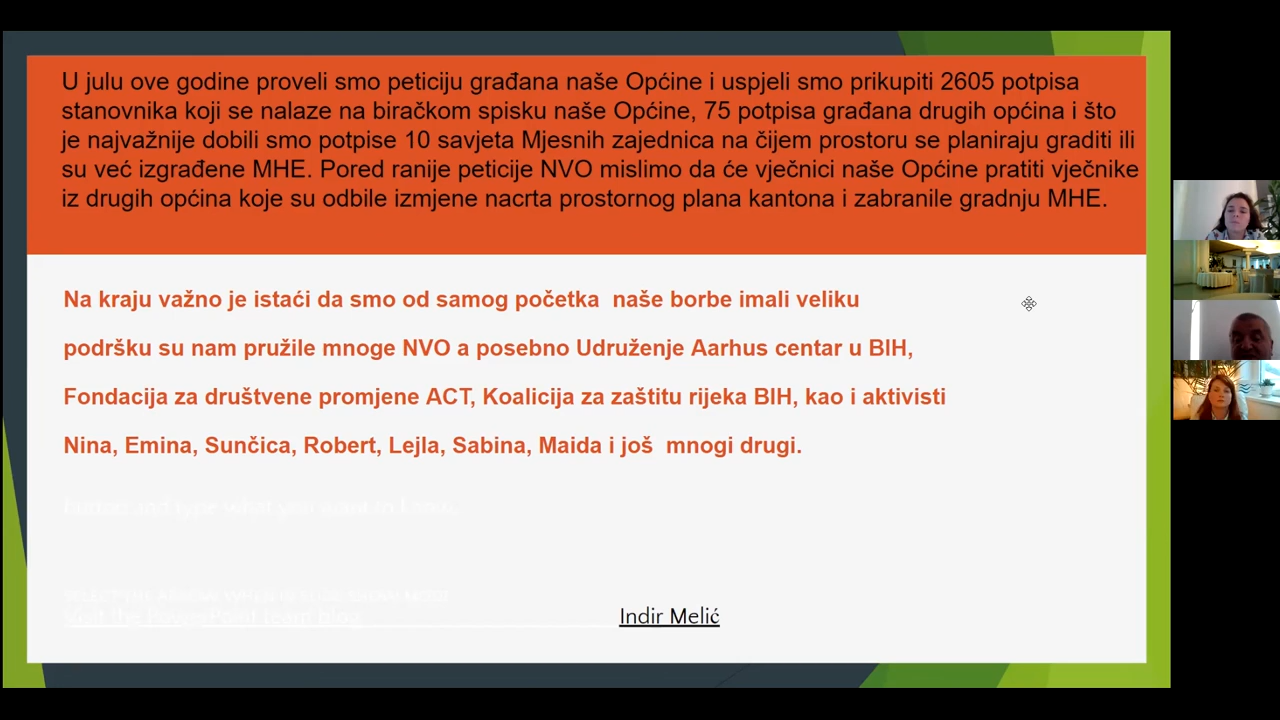 U julu ove godine proveli smo peticiju građana naše Općine i uspjeli smo prikupiti 2605 potpisa
stanovnika koji se nalaze na biračkom spisku naše Općine, 75 potpisa građana drugih općina i što
je najvažnije dobili smo potpise 10 savjeta Mjesnih zajednica na čijem prostoru se planiraju graditi ili
su već izgrađene MHE. Pored ranije peticije NVO mislimo da će vječnici naše Općine pratiti vječnike
iz drugih općina koje su odbile izmjene nacrta prostornog plana kantona i zabranile gradnju MHE.
Na kraju važno je istaći da smo od samog početka naše borbe imali veliku
podršku su nam pružile mnoge NVO a posebno Udruženje Aarhus centar u BIH,
Fondacija za društvene promjene ACT, Koalicija za zaštitu rijeka BIH, kao i aktivisti
Nina, Emina, Sunčica, Robert, Lejla, Sabina, Maida i još mnogi drugi.
Visit the PowerPoint team blog
Indir Melić